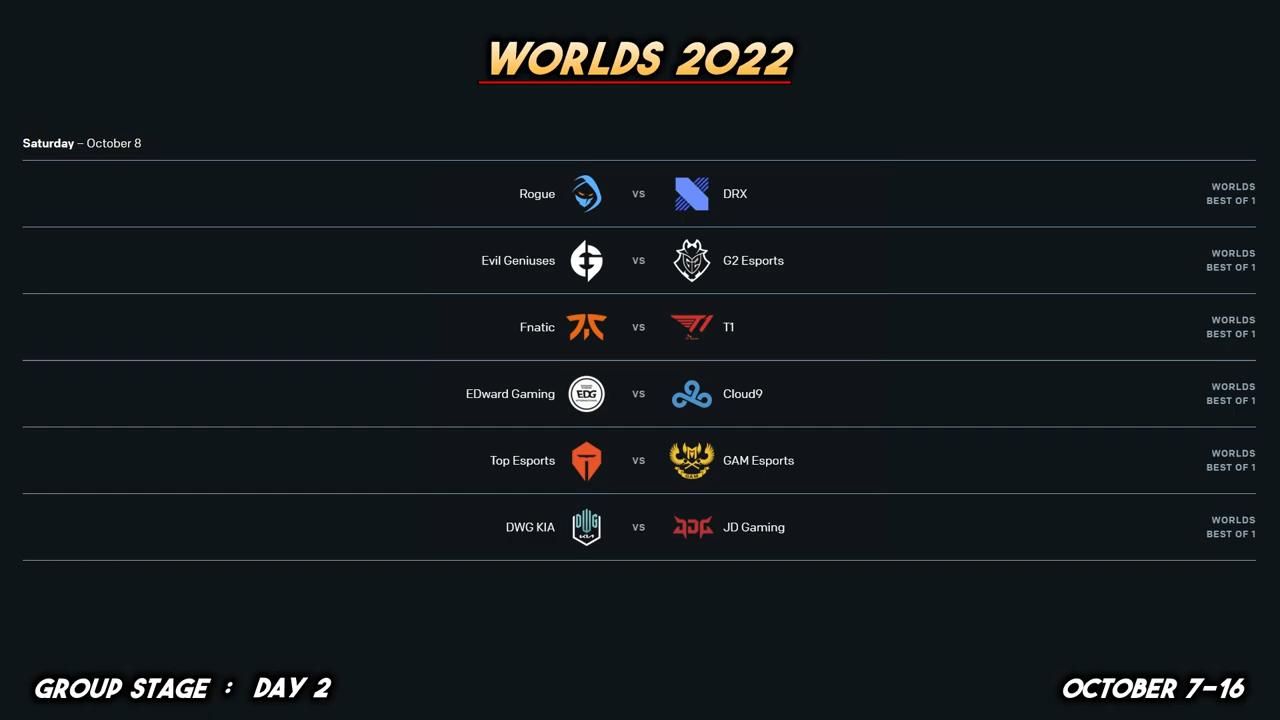 WORLDS 2022
Saturday – October 8
Rogue VS DRX WORLDS
BEST OF 1
Evil Geniuses VS G2 Esports WORLDS
BEST OF 1
Fnatic VS T1 WORLDS
BEST OF 1
EDward Gaming EDG VS Cloud9 WORLDS
BEST OF 1
Top Esports VS GAM Esports WORLDS
BEST OF 1
DWG KIA VS JD Gaming WORLDS
BEST OF 1
GROUP STAGE : DAY 2
OCTOBER 7-16